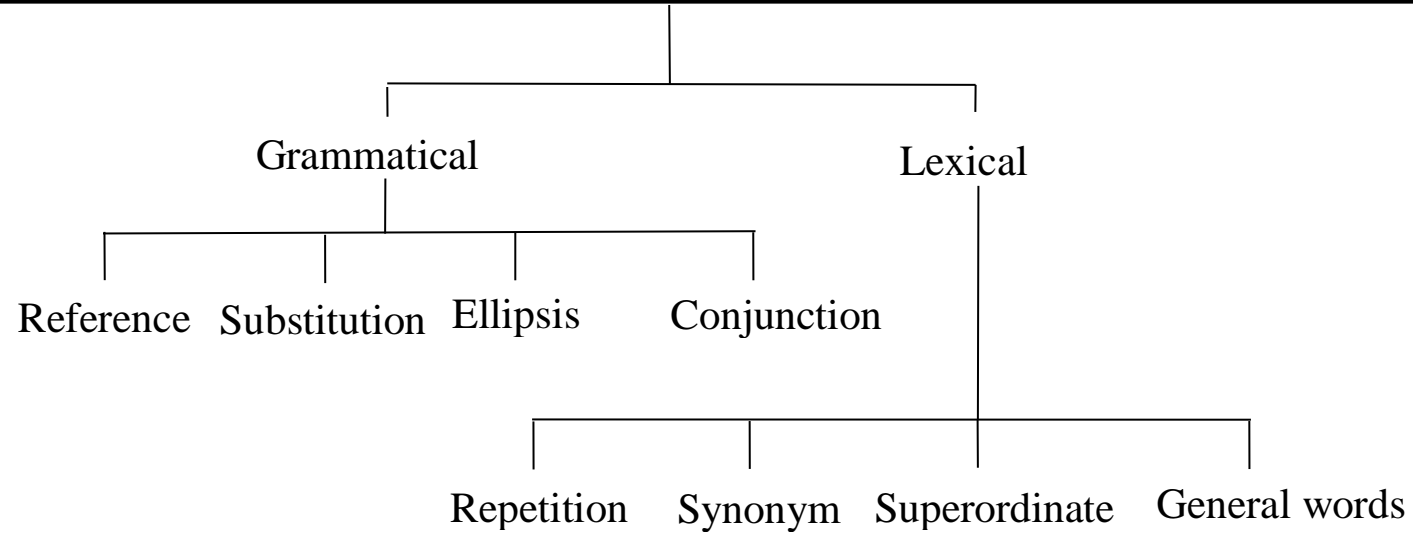 Grammatical
Lexical
Reference
Substitution
Ellipsis
Conjunction
Repetition
Synonym
Superordinate
General words